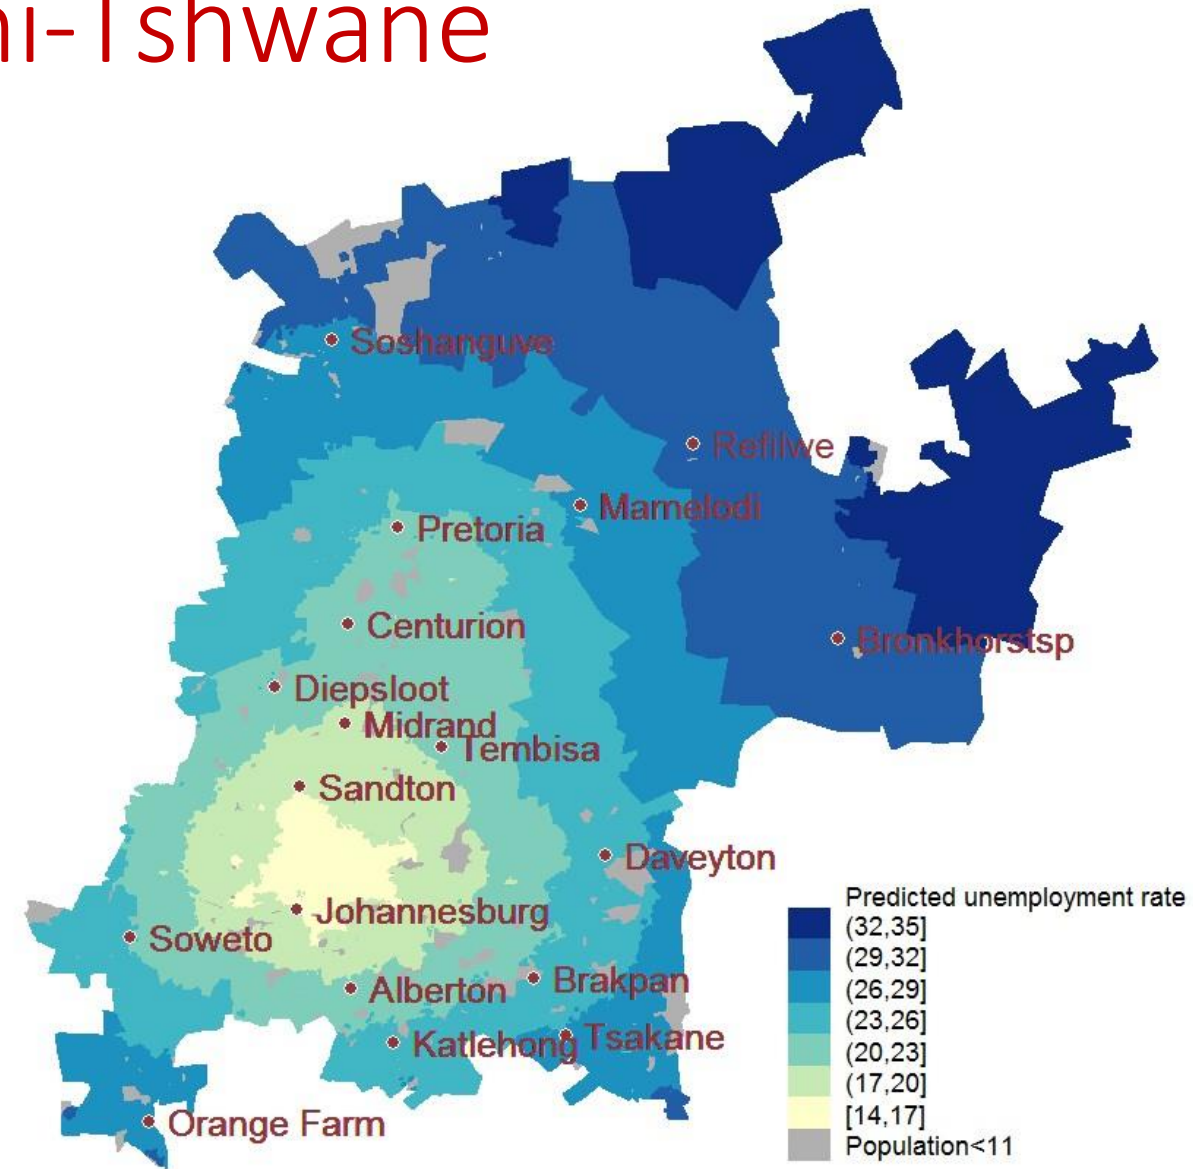 ni-Tshwane
Soshanguve
Refilwe
Mamelodi
Pretoria
Centurion
Bronkhorstsp
Diepsloot
Midrand
Tembisa
Sandton
Daveyton
Johannesburg
Soweto
Brakpan
Alberton
Tsakane
Katlehong
Orange Farm
Predicted unemployment rate
(32,35]
(29,32]
(26,29]
(23,26]
(20,23]
(17,20]
[14,17]
Population<11